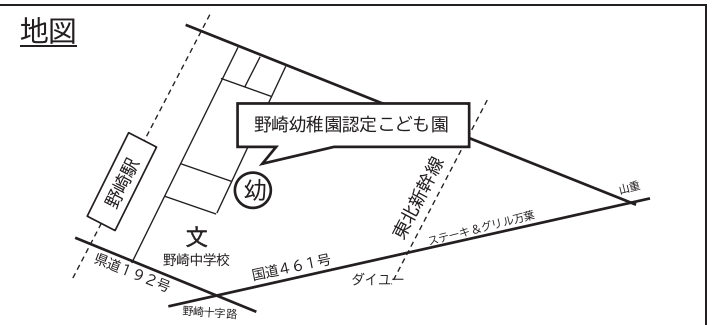 地図
野崎幼稚園認定こども園
野崎駅
幼
東北新幹線
山重
文
野崎中学校
ステーキ&グリル万葉
県道192号
国道461号
ダイユー
野崎十字路